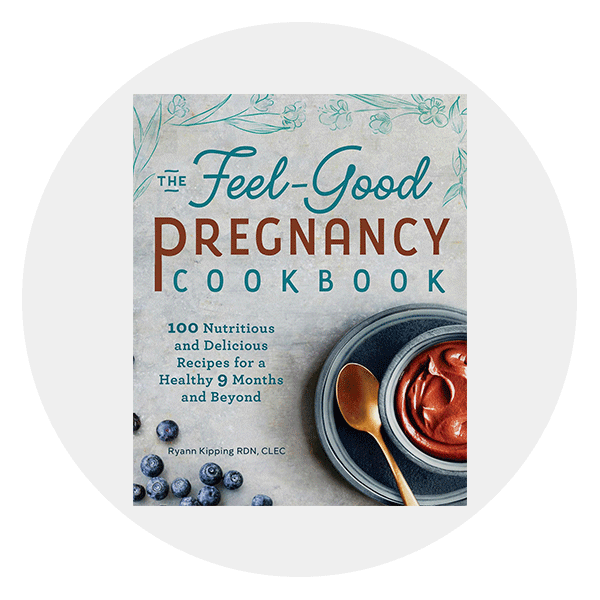 THE Feel-Good
PREGNANCY
COOKBOOK
100 Nutritious
and Delicious
Recipes for a
Healthy 9 Months
and Beyond
Ryann Kipping RDN, CLEC